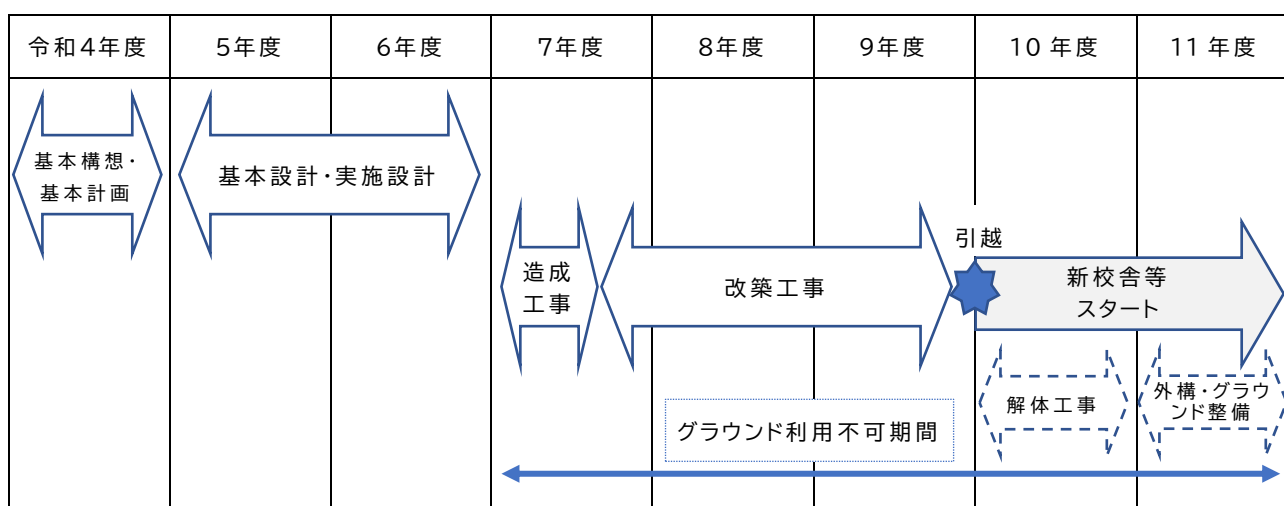 令和4年度 5年度 6年度 7年度 8年度 9年度 10 年度 11 年度
基本構想・
基本計画
基本設計・実施設計
造成
工事
改築工事
引越
新校舎等
スタート
解体工事
外構・グラウ
ンド整備
グラウンド利用不可期間